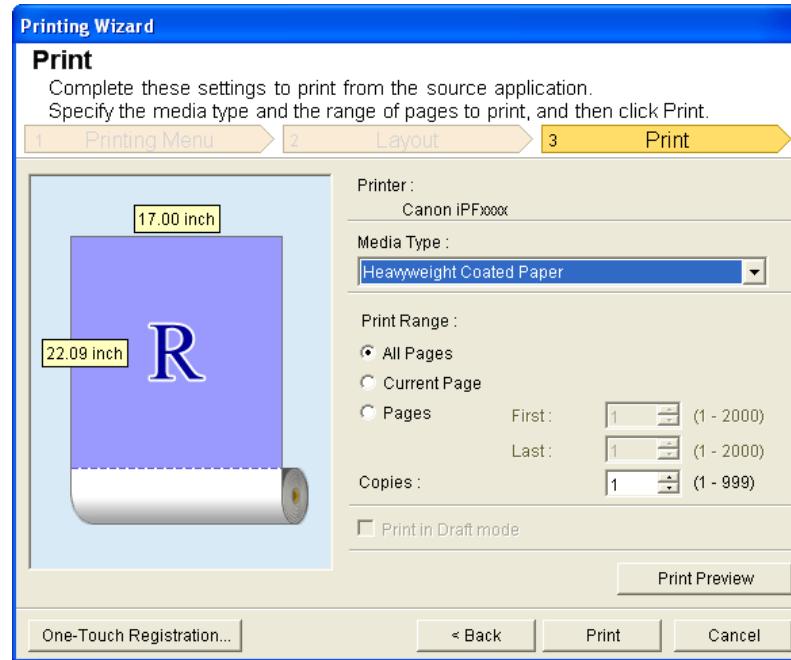 Printing Wizard
Print
Complete these settings to print from the source application.
Specify the media type and the range of pages to print, and then click Print.
1 Printing Menu 2 Layout 3 Print
Printer :
Canon iPFxxxx
17.00 inch
Media Type :
Heavyweight Coated Paper
Print Range :
22.09 inch
R
All Pages
Current Page
Pages First : 1 (1 - 2000)
Last : 1 (1 - 2000)
Copies : 1 (1 - 999)
Print in Draft mode
Print Preview
One-Touch Registration... < Back Print Cancel